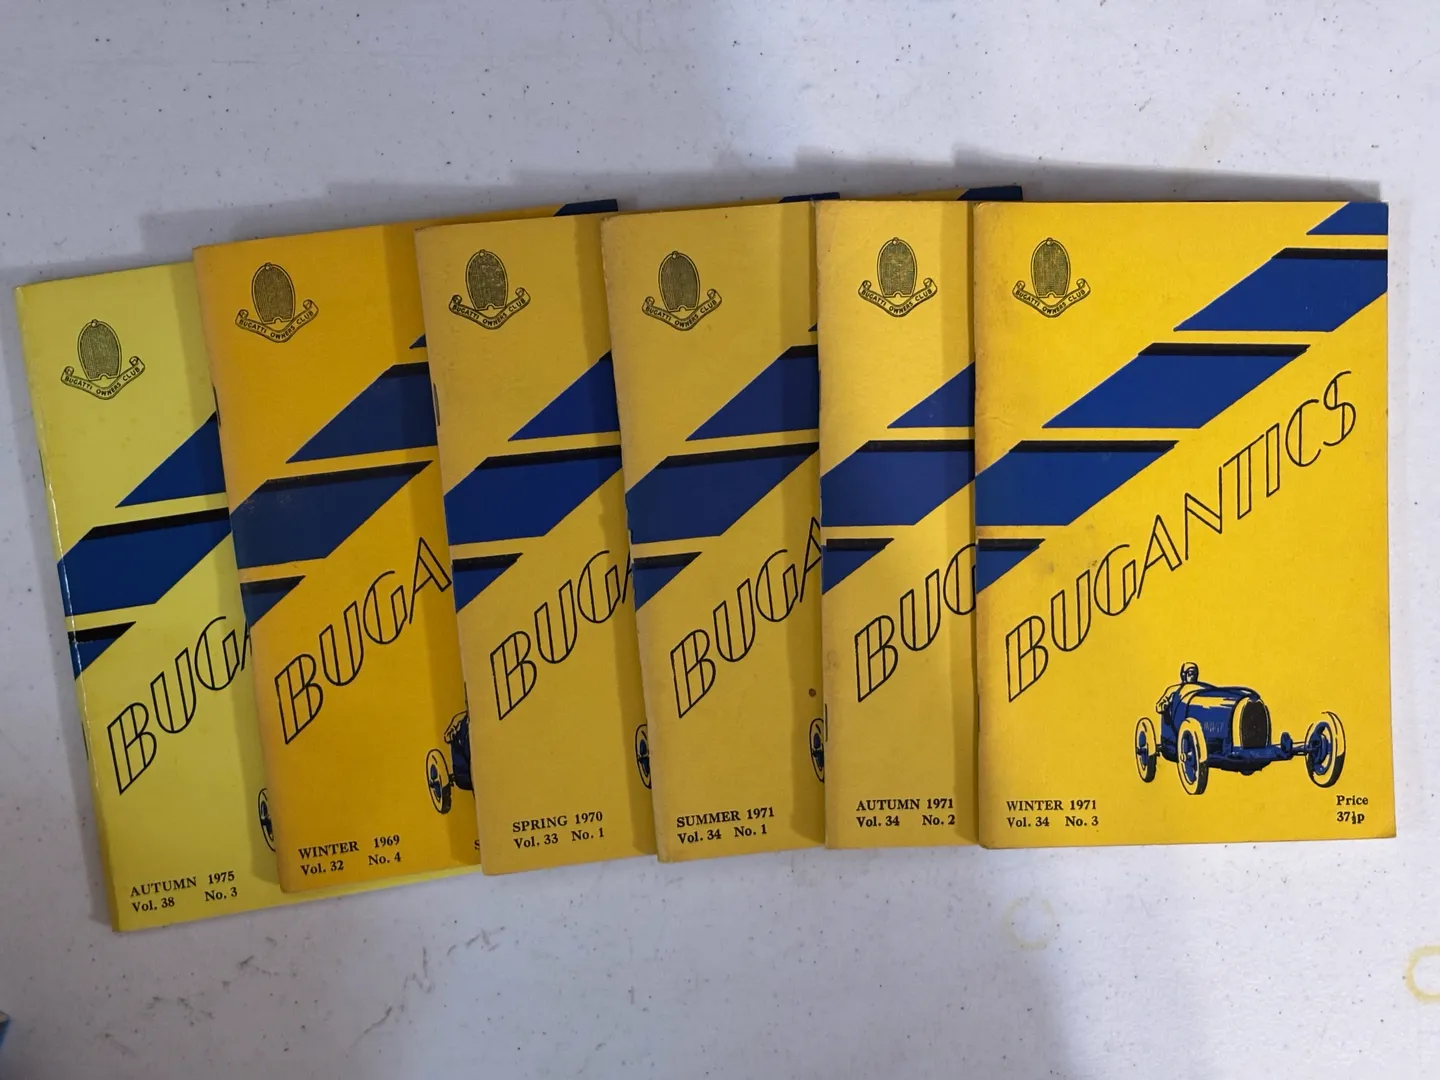 BUGATTI OWNERS CLUB
BUGA
AUTUMN 1975
Vol. 38 No. 3
BUGATTI OWNERS CLUB
BUGA
WINTER 1969
Vol. 32 No. 4
S
BUGATTI OWNERS CLUB
BUGA
SPRING 1970
Vol. 33 No. 1
BUGATTI OWNERS CLUB
BUGA
SUMMER 1971
Vol. 34 No. 1
BUGATTI OWNERS CLUB
BUG
AUTUMN 1971
Vol. 34 No. 2
BUGATTI OWNERS CLUB
BUGANTICS
WINTER 1971
Vol. 34 No. 3
Price
37½p